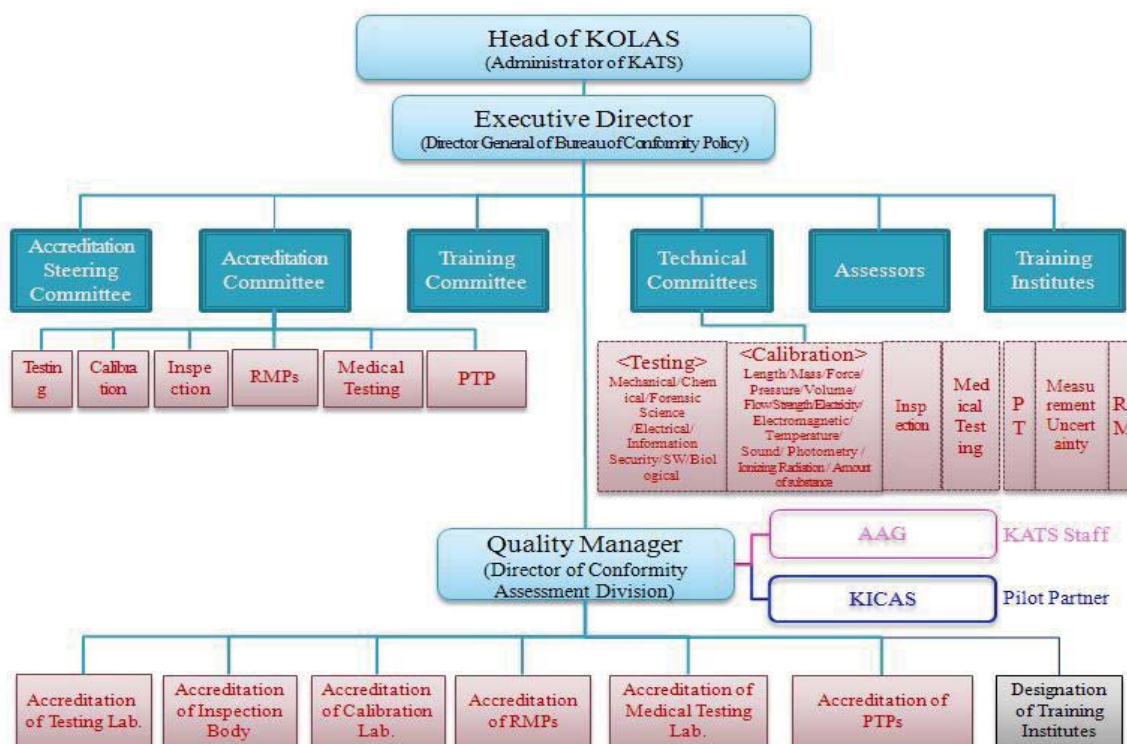 Head of KOLAS
(Administrator of KATS)
Executive Director
(Director General of Bureau of Conformity Policy)
Accreditation
Steering
Committee
Accreditation
Committee
Training
Committee
Technical
Committees
Assessors
Training
Institutes
Testin
g
Calibra
tion
Insp
ection
RMPs
Medical
Testing
PTP
<Testing>
Mechanical/Chem
ical/Forensic
Science
/Electrical/
Information
Security/SW/Biol
ogical
<Calibration>
Length/Mass/Force/
Pressure/Volume/
Flow/Strength/Electricity/
Electromagnetic/
Temperature/
Sound/ Photometry /
Ionizing Radiation / Amount
of substance
Insp
ection
Med
ical
Test
ing
P
T
Measu
rement
Uncert
ainty
R
M
Quality Manager
(Director of Conformity
Assessment Division)
AAG
KATS Staff
KICAS
Pilot Partner
Accreditation
of Testing Lab.
Accreditation
of Inspection
Body
Accreditation
of Calibration
Lab.
Accreditation
of RMPs
Accreditation of
Medical Testing
Lab.
Accreditation of
PTPs
Designation
of Training
Institutes